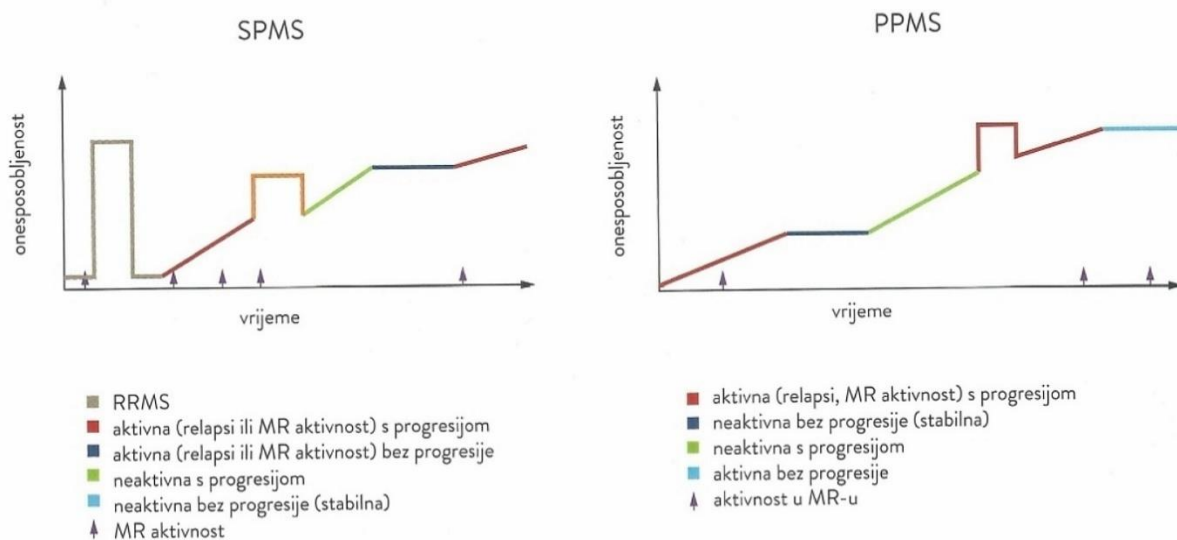 SPMS
onesposobljenost
vrijeme
RRMS
aktivna (relapsi ili MR aktivnost) s progresijom
aktivna (relapsi ili MR aktivnost) bez progresije
neaktivna s progresijom
neaktivna bez progresije (stabilna)
MR aktivnost
PPMS
onesposobljenost
vrijeme
aktivna (relapsi, MR aktivnost) s progresijom
neaktivna bez progresije (stabilna)
neaktivna s progresijom
aktivna bez progresije
aktivnost u MR-u